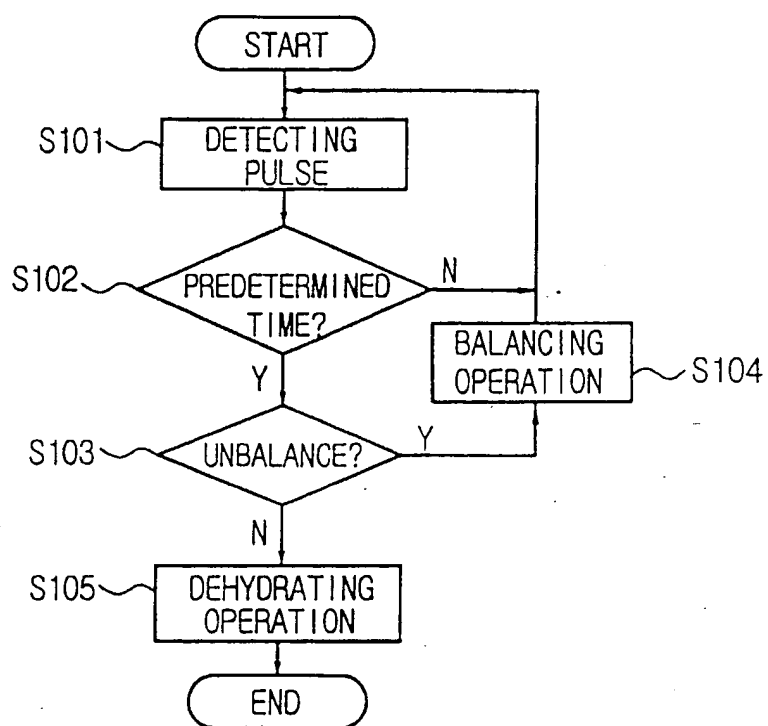 START
S101
DETECTING
PULSE
S102
PREDETERMINED
TIME?
N
Y
BALANCING
OPERATION
S104
S103
UNBALANCE?
Y
N
S105
DEHYDRATING
OPERATION
END